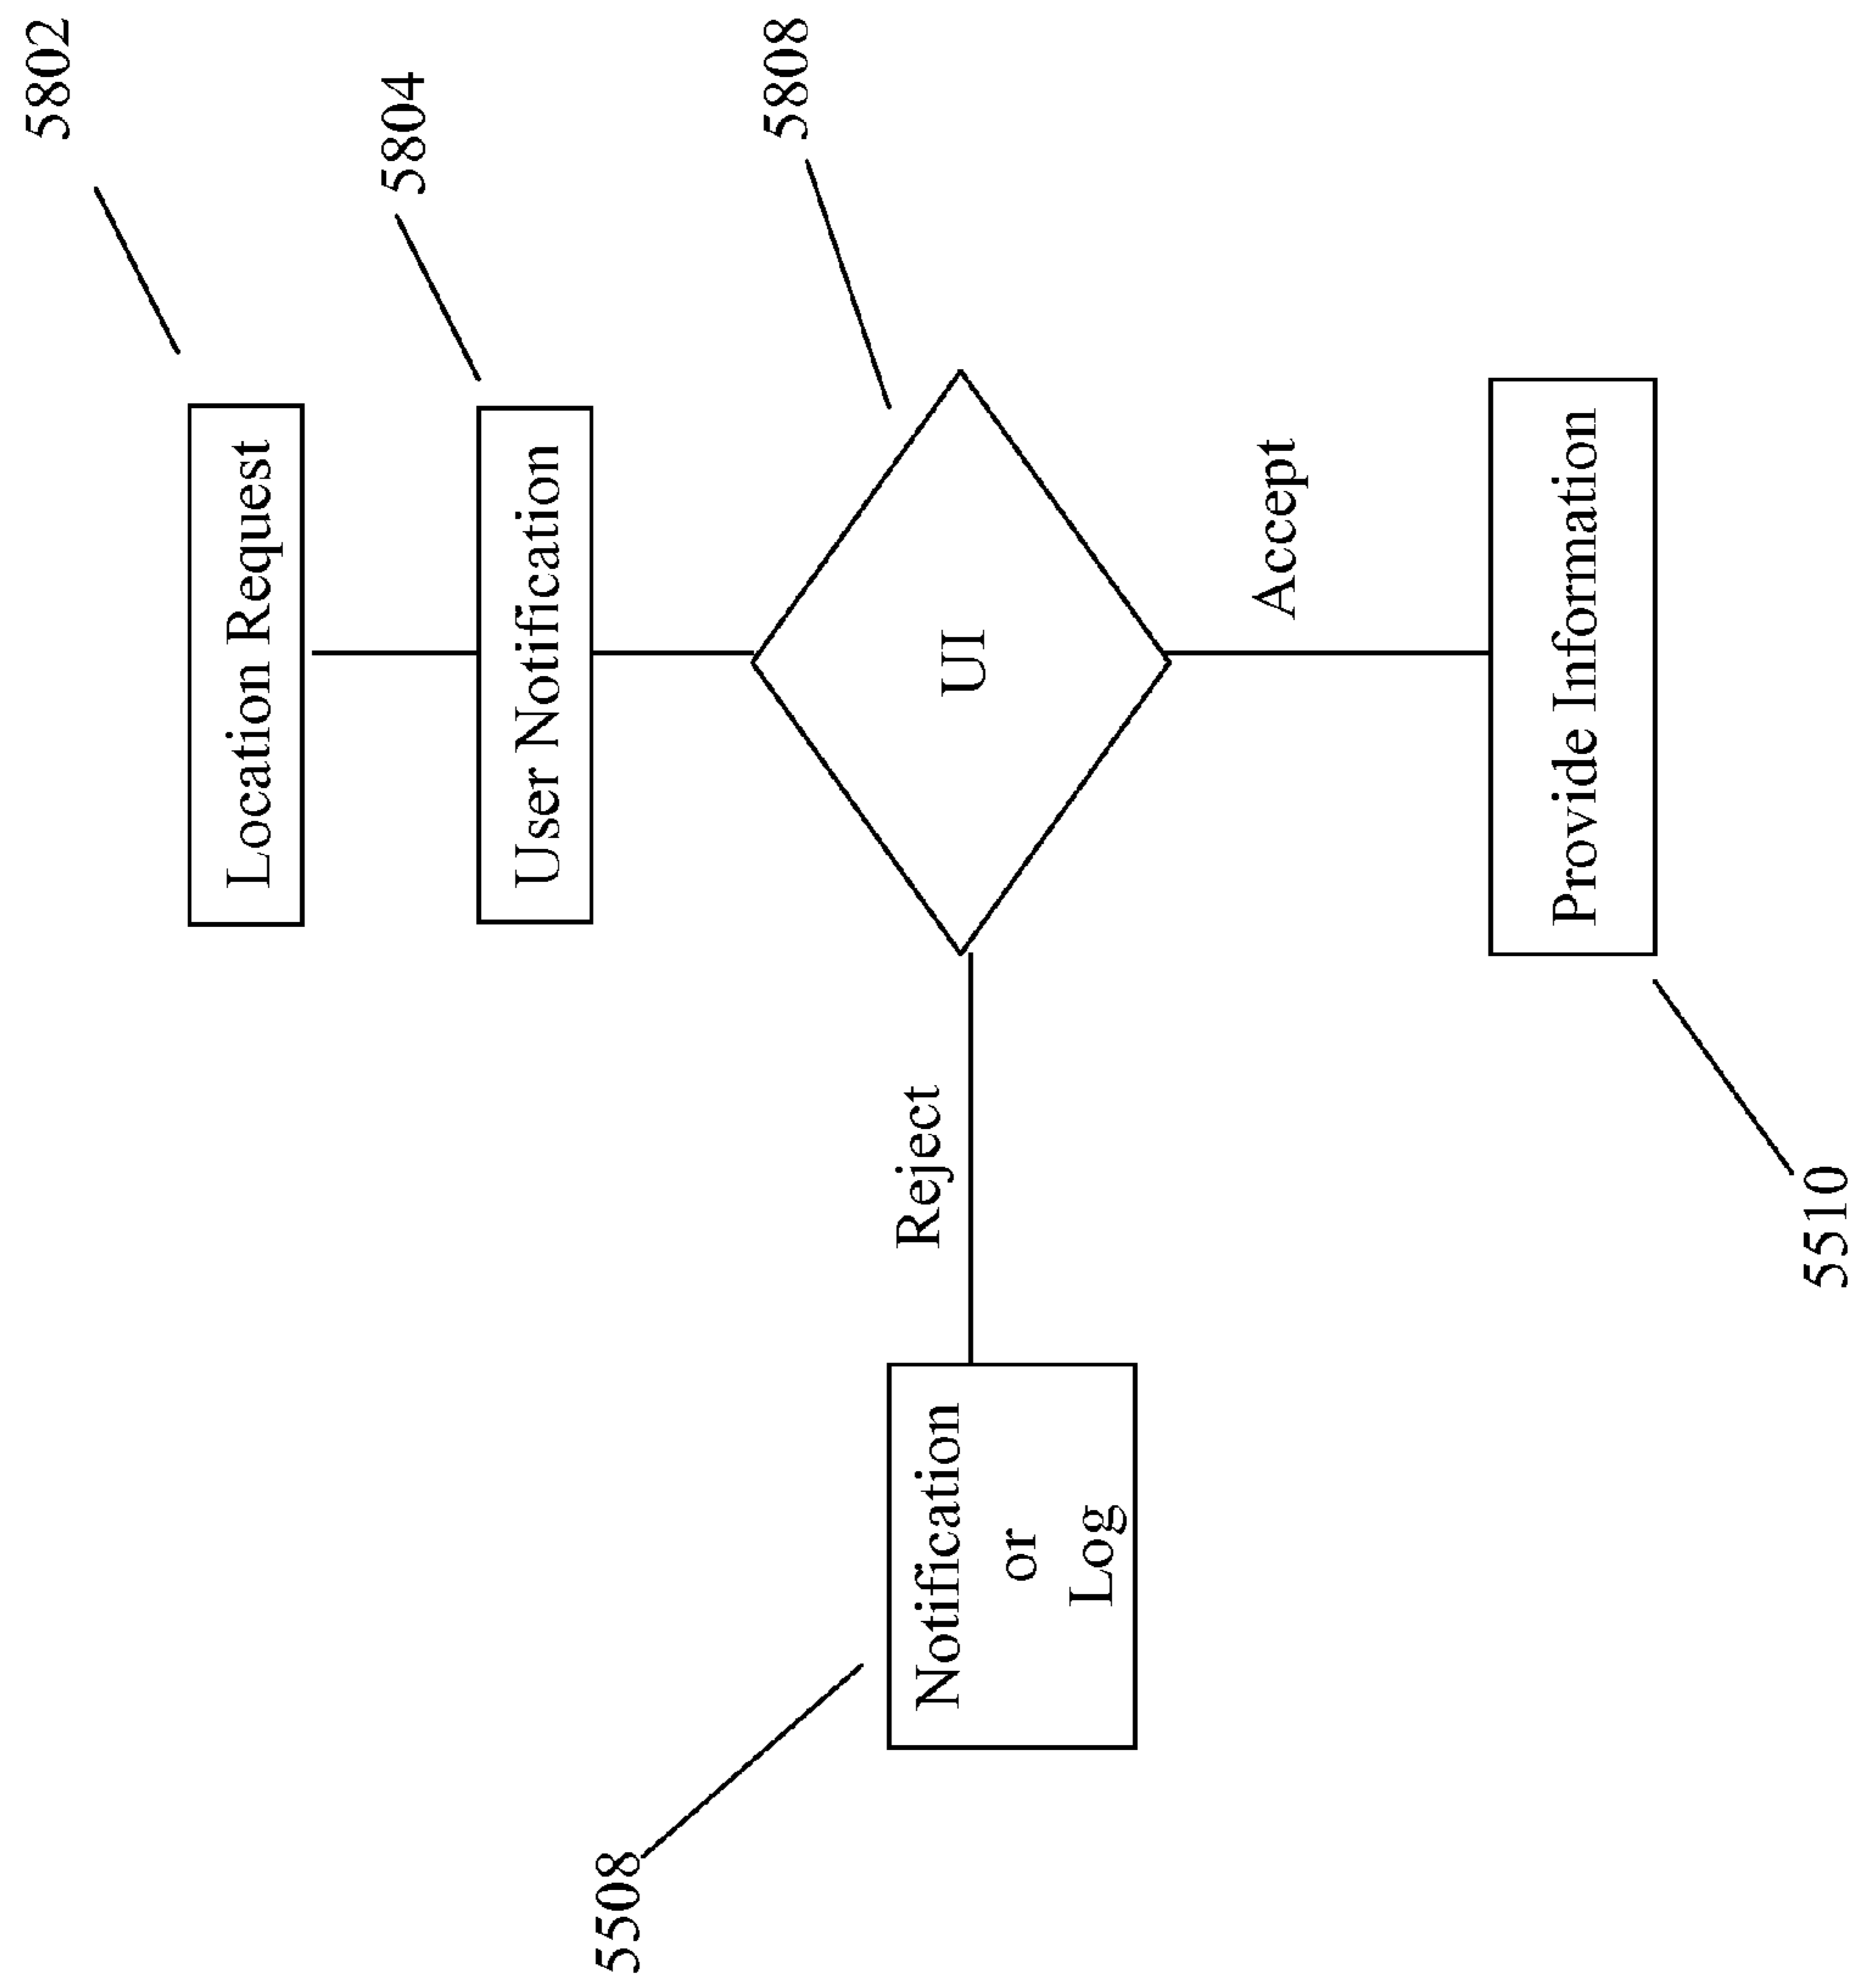 5802
Location Request
5804
User Notification
5808
UI
Reject
Accept
5508
Notification
or
Log
Provide Information
5510